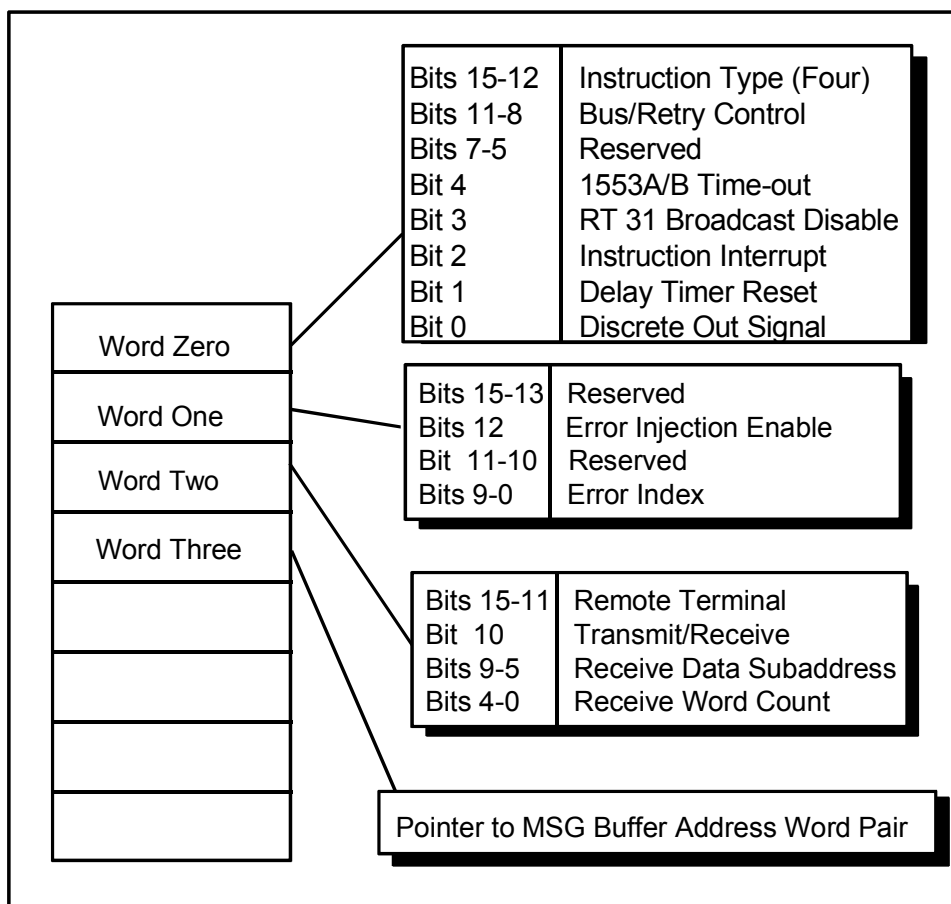 Bits 15-12 Instruction Type (Four)
Bits 11-8 Bus/Retry Control
Bits 7-5 Reserved
Bit 4 1553A/B Time-out
Bit 3 RT 31 Broadcast Disable
Bit 2 Instruction Interrupt
Bit 1 Delay Timer Reset
Bit 0 Discrete Out Signal
Word Zero
Word One
Word Two
Word Three
Bits 15-13 Reserved
Bits 12 Error Injection Enable
Bit 11-10 Reserved
Bits 9-0 Error Index
Bits 15-11 Remote Terminal
Bit 10 Transmit/Receive
Bits 9-5 Receive Data Subaddress
Bits 4-0 Receive Word Count
Pointer to MSG Buffer Address Word Pair